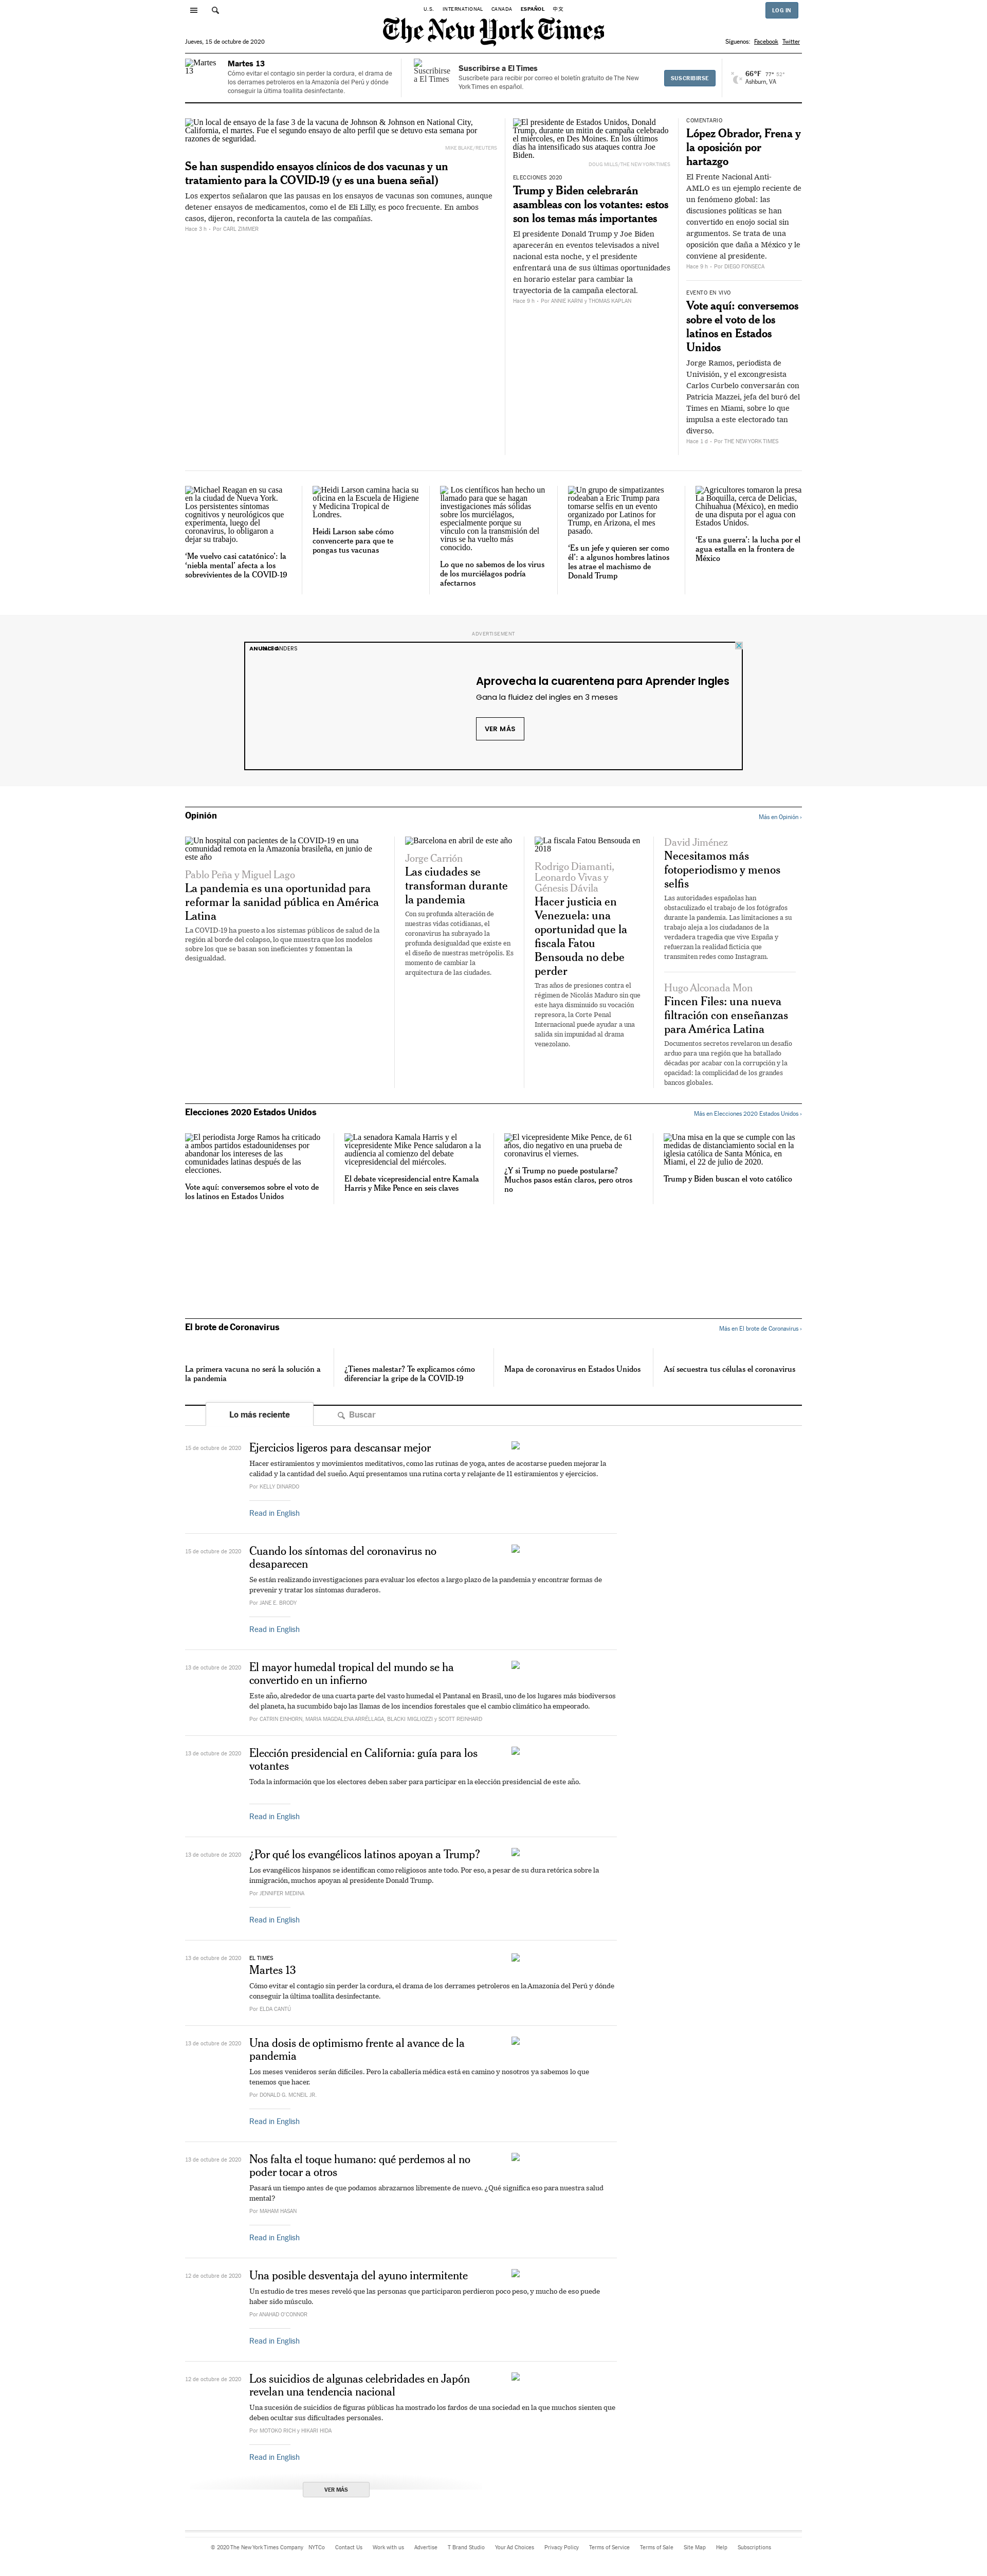 U.S. INTERNATIONAL CANADA ESPAÑOL 中文
LOG IN
The New York Times
Jueves, 15 de octubre de 2020
Síguenos: Facebook Twitter
Martes 13
Martes 13
Cómo evitar el contagio sin perder la cordura, el drama de
los derrames petroleros en la Amazonía del Perú y dónde
conseguir la última toallita desinfectante.
Suscribirse
a El Times
Suscribirse a El Times
Suscríbete para recibir por correo el boletín gratuito de The New
York Times en español.
SUSCRIBIRSE
66°F 77° 52°
Ashburn, VA
Un local de ensayo de la fase 3 de la vacuna de Johnson & Johnson en National City,
California, el martes. Fue el segundo ensayo de alto perfil que se detuvo esta semana por
razones de seguridad.
MIKE BLAKE/REUTERS
Se han suspendido ensayos clínicos de dos vacunas y un
tratamiento para la COVID-19 (y es una buena señal)
Los expertos señalaron que las pausas en los ensayos de vacunas son comunes, aunque
detener ensayos de medicamentos, como el de Eli Lilly, es poco frecuente. En ambos
casos, dijeron, reconforta la cautela de las compañías.
Hace 3 h - Por CARL ZIMMER
El presidente de Estados Unidos, Donald
Trump, durante un mitin de campaña celebrado
el miércoles, en Des Moines. En los últimos
días ha intensificado sus ataques contra Joe
Biden.
DOUG MILLS/THE NEW YORK TIMES
ELECCIONES 2020
Trump y Biden celebrarán
asambleas con los votantes: estos
son los temas más importantes
El presidente Donald Trump y Joe Biden
aparecerán en eventos televisados a nivel
nacional esta noche, y el presidente
enfrentará una de sus últimas oportunidades
en horario estelar para cambiar la
trayectoria de la campaña electoral.
Hace 9 h - Por ANNIE KARNI y THOMAS KAPLAN
COMENTARIO
López Obrador, Frena y
la oposición por
hartazgo
El Frente Nacional Anti-
AMLO es un ejemplo reciente de
un fenómeno global: las
discusiones políticas se han
convertido en enojo social sin
argumentos. Se trata de una
oposición que daña a México y le
conviene al presidente.
Hace 9 h - Por DIEGO FONSECA
EVENTO EN VIVO
Vote aquí: conversemos
sobre el voto de los
latinos en Estados
Unidos
Jorge Ramos, periodista de
Univisión, y el excongresista
Carlos Curbelo conversarán con
Patricia Mazzei, jefa del buró del
Times en Miami, sobre lo que
impulsa a este electorado tan
diverso.
Hace 1 d - Por THE NEW YORK TIMES
Michael Reagan en su casa
en la ciudad de Nueva York.
Los persistentes síntomas
cognitivos y neurológicos que
experimenta, luego del
coronavirus, lo obligaron a
dejar su trabajo.
‘Me vuelvo casi catatónico’: la
‘niebla mental’ afecta a los
sobrevivientes de la COVID-19
Heidi Larson camina hacia su
oficina en la Escuela de Higiene
y Medicina Tropical de
Londres.
Heidi Larson sabe cómo
convencerte para que te
pongas tus vacunas
Los científicos han hecho un
llamado para que se hagan
investigaciones más sólidas
sobre los murciélagos,
especialmente porque su
vínculo con la transmisión del
virus se ha vuelto más
conocido.
Lo que no sabemos de los virus
de los murciélagos podría
afectarnos
Un grupo de simpatizantes
rodeaban a Eric Trump para
tomarse selfis en un evento
organizado por Latinos for
Trump, en Arizona, el mes
pasado.
‘Es un jefe y quieren ser como
él’: a algunos hombres latinos
les atrae el machismo de
Donald Trump
Agricultores tomaron la presa
La Boquilla, cerca de Delicias,
Chihuahua (México), en medio
de una disputa por el agua con
Estados Unidos.
‘Es una guerra’: la lucha por el
agua estalla en la frontera de
México
ADVERTISEMENT
ANUNCIO
Aprovecha la cuarentena para Aprender Ingles
Gana la fluidez del ingles en 3 meses
VER MÁS
Opinión
Más en Opinión ›
Un hospital con pacientes de la COVID-19 en una
comunidad remota en la Amazonia brasileña, en junio de
este año
Pablo Peña y Miguel Lago
La pandemia es una oportunidad para
reformar la sanidad pública en América
Latina
La COVID-19 ha puesto a los sistemas públicos de salud de la
región al borde del colapso, lo que muestra que los modelos
sobre los que se basan son ineficientes y fomentan la
desigualdad.
Barcelona en abril de este año
Jorge Carrión
Las ciudades se
transforman durante
la pandemia
Con su profunda alteración de
nuestras vidas cotidianas, el
coronavirus ha subrayado la
profunda desigualdad que existe en
el diseño de nuestras metrópolis. Es
momento de cambiar la
arquitectura de las ciudades.
La fiscala Fatou Bensouda en
2018
Rodrigo Diamanti,
Leonardo Vivas y
Génesis Dávila
Hacer justicia en
Venezuela: una
oportunidad que la
fiscala Fatou
Bensouda no debe
perder
Tras años de presiones contra el
régimen de Nicolás Maduro sin que
este haya disminuido su vocación
represora, la Corte Penal
Internacional puede ayudar a una
salida sin impunidad al drama
venezolano.
David Jiménez
Necesitamos más
fotoperiodismo y menos
selfis
Las autoridades españolas han
obstaculizado el trabajo de los fotógrafos
durante la pandemia. Las limitaciones a su
trabajo aleja a los ciudadanos de la
verdadera tragedia que vive España y
refuerzan la realidad ficticia que
transmiten redes como Instagram.
Hugo Alconada Mon
Fincen Files: una nueva
filtración con enseñanzas
para América Latina
Documentos secretos revelaron un desafío
arduo para una región que ha batallado
décadas por acabar con la corrupción y la
opacidad: la complicidad de los grandes
bancos globales.
Elecciones 2020 Estados Unidos
Más en Elecciones 2020 Estados Unidos ›
El periodista Jorge Ramos ha criticado
a ambos partidos estadounidenses por
abandonar los intereses de las
comunidades latinas después de las
elecciones.
Vote aquí: conversemos sobre el voto de
los latinos en Estados Unidos
La senadora Kamala Harris y el
vicepresidente Mike Pence saludaron a la
audiencia al comienzo del debate
vicepresidencial del miércoles.
El debate vicepresidencial entre Kamala
Harris y Mike Pence en seis claves
El vicepresidente Mike Pence, de 61
años, dio negativo en una prueba de
coronavirus el viernes.
¿Y si Trump no puede postularse?
Muchos pasos están claros, pero otros
no
Una misa en la que se cumple con las
medidas de distanciamiento social en la
iglesia católica de Santa Mónica, en
Miami, el 22 de julio de 2020.
Trump y Biden buscan el voto católico
El brote de Coronavirus
Más en El brote de Coronavirus ›
La primera vacuna no será la solución a
la pandemia
¿Tienes malestar? Te explicamos cómo
diferenciar la gripe de la COVID-19
Mapa de coronavirus en Estados Unidos
Así secuestra tus células el coronavirus
Lo más reciente
Buscar
15 de octubre de 2020
Ejercicios ligeros para descansar mejor
Hacer estiramientos y movimientos meditativos, como las rutinas de yoga, antes de acostarse pueden mejorar la
calidad y la cantidad del sueño. Aquí presentamos una rutina corta y relajante de 11 estiramientos y ejercicios.
Por KELLY DINARDO
Read in English
15 de octubre de 2020
Cuando los síntomas del coronavirus no
desaparecen
Se están realizando investigaciones para evaluar los efectos a largo plazo de la pandemia y encontrar formas de
prevenir y tratar los síntomas duraderos.
Por JANE E. BRODY
Read in English
13 de octubre de 2020
El mayor humedal tropical del mundo se ha
convertido en un infierno
Este año, alrededor de una cuarta parte del vasto humedal el Pantanal en Brasil, uno de los lugares más biodiversos
del planeta, ha sucumbido bajo las llamas de los incendios forestales que el cambio climático ha empeorado.
Por CATRIN EINHORN, MARIA MAGDALENA ARRÉLLAGA, BLACKI MIGLIOZZI y SCOTT REINHARD
13 de octubre de 2020
Elección presidencial en California: guía para los
votantes
Toda la información que los electores deben saber para participar en la elección presidencial de este año.
Read in English
13 de octubre de 2020
¿Por qué los evangélicos latinos apoyan a Trump?
Los evangélicos hispanos se identifican como religiosos ante todo. Por eso, a pesar de su dura retórica sobre la
inmigración, muchos apoyan al presidente Donald Trump.
Por JENNIFER MEDINA
Read in English
13 de octubre de 2020
EL TIMES
Martes 13
Cómo evitar el contagio sin perder la cordura, el drama de los derrames petroleros en la Amazonía del Perú y dónde
conseguir la última toallita desinfectante.
Por ELDA CANTÚ
13 de octubre de 2020
Una dosis de optimismo frente al avance de la
pandemia
Los meses venideros serán difíciles. Pero la caballería médica está en camino y nosotros ya sabemos lo que
tenemos que hacer.
Por DONALD G. MCNEIL JR.
Read in English
13 de octubre de 2020
Nos falta el toque humano: qué perdemos al no
poder tocar a otros
Pasará un tiempo antes de que podamos abrazarnos libremente de nuevo. ¿Qué significa eso para nuestra salud
mental?
Por MAHAM HASAN
Read in English
12 de octubre de 2020
Una posible desventaja del ayuno intermitente
Un estudio de tres meses reveló que las personas que participaron perdieron poco peso, y mucho de eso puede
haber sido músculo.
Por ANAHAD O'CONNOR
Read in English
12 de octubre de 2020
Los suicidios de algunas celebridades en Japón
revelan una tendencia nacional
Una sucesión de suicidios de figuras públicas ha mostrado los fardos de una sociedad en la que muchos sienten que
deben ocultar sus dificultades personales.
Por MOTOKO RICH y HIKARI HIDA
Read in English
VER MÁS
© 2020 The New York Times Company NYTCo Contact Us Work with us Advertise T Brand Studio Your Ad Choices Privacy Policy Terms of Service Terms of Sale Site Map Help Subscriptions